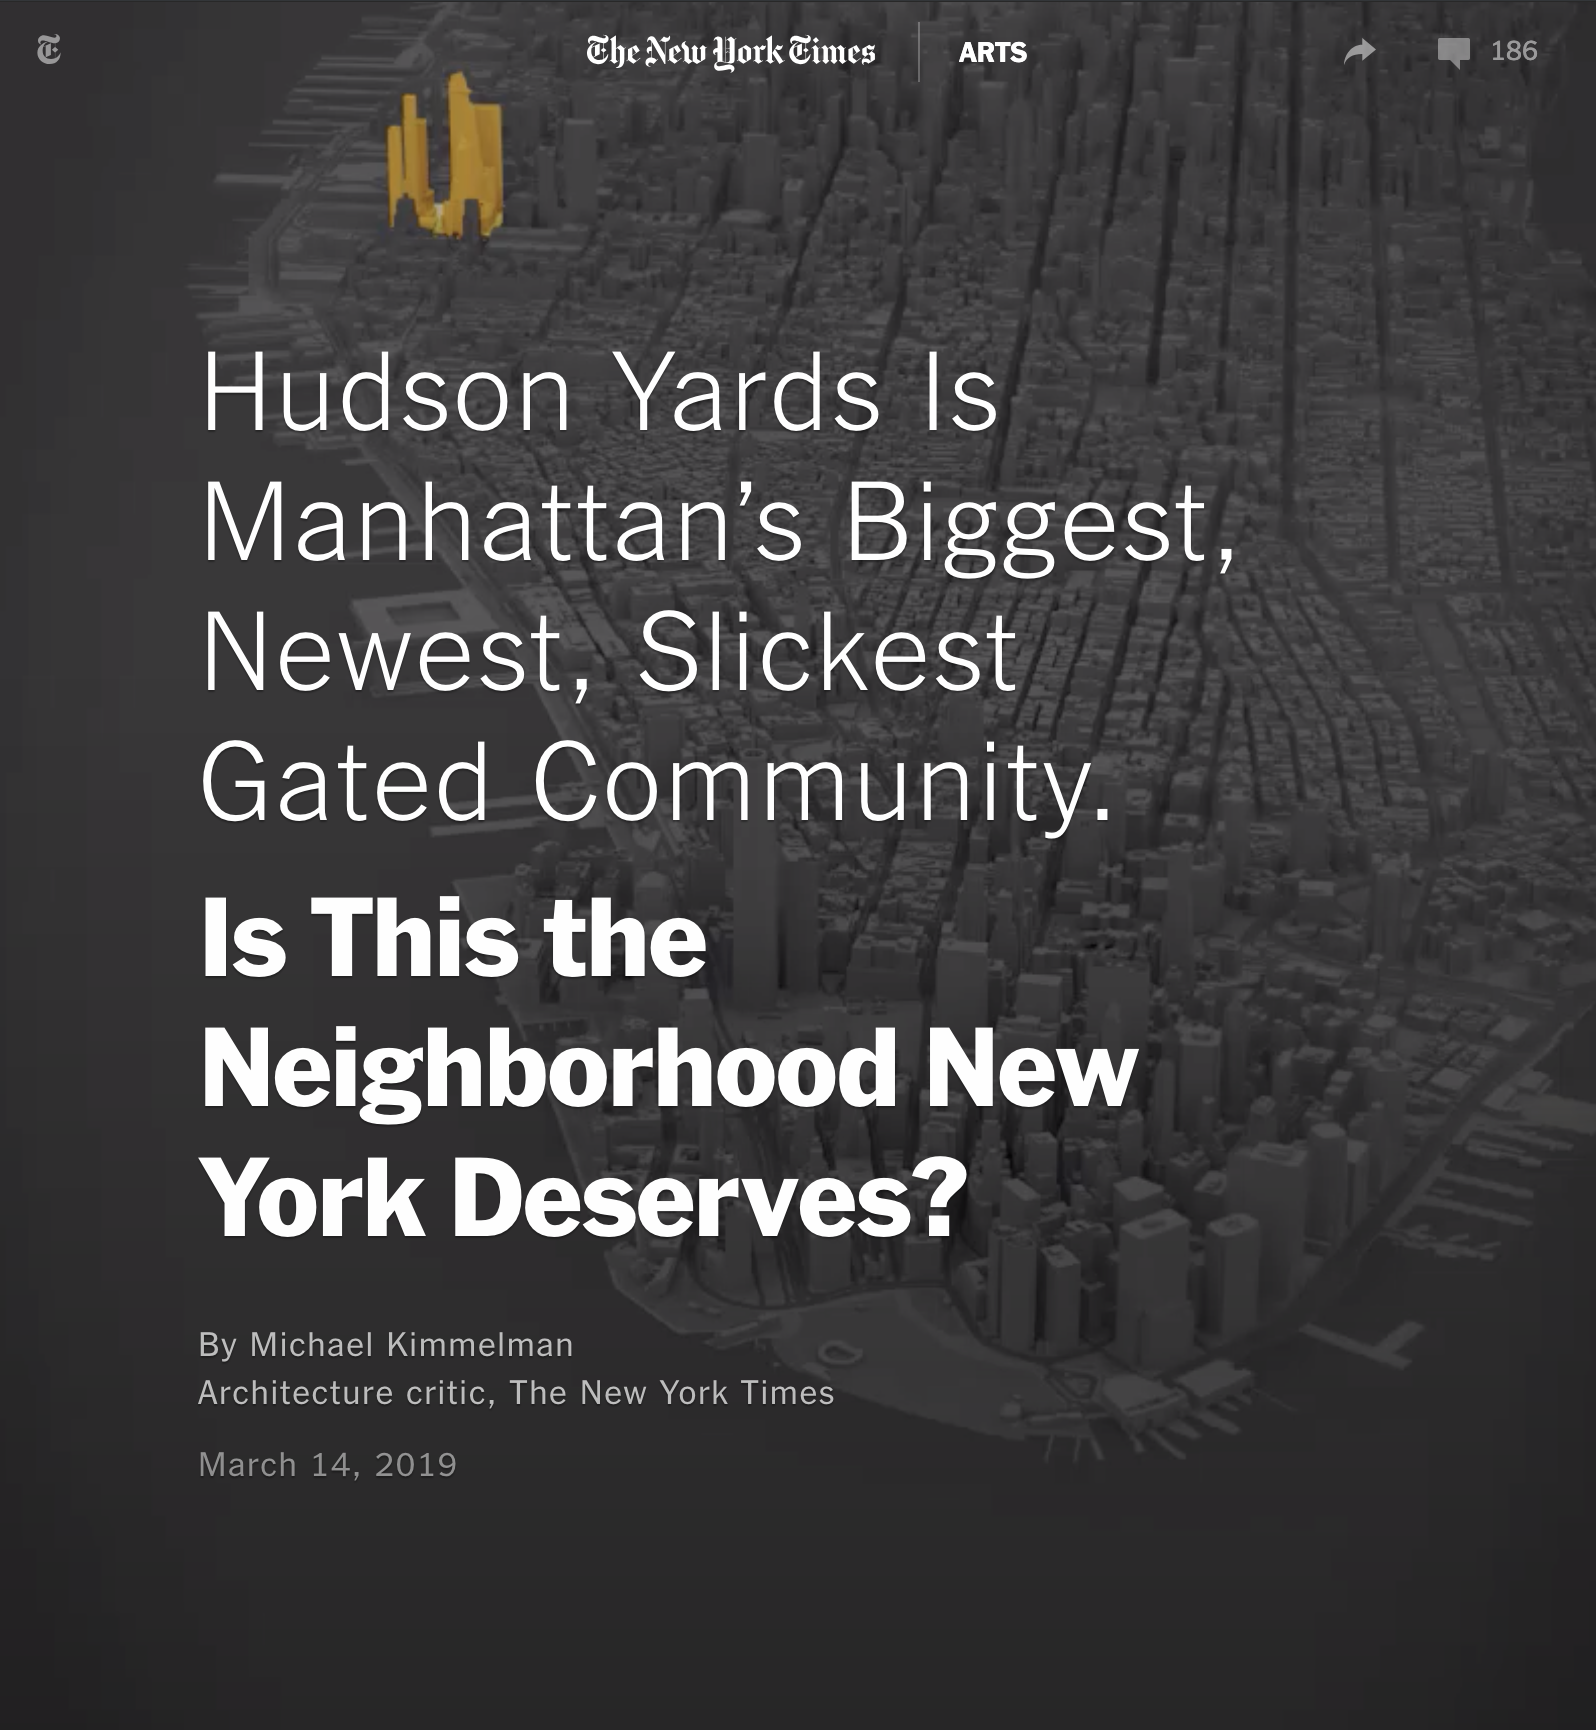 The New York Times
ARTS
186
Hudson Yards Is
Manhattan’s Biggest,
Newest, Slickest
Gated Community.
Is This the
Neighborhood New
York Deserves?
By Michael Kimmelman
Architecture critic, The New York Times
March 14, 2019